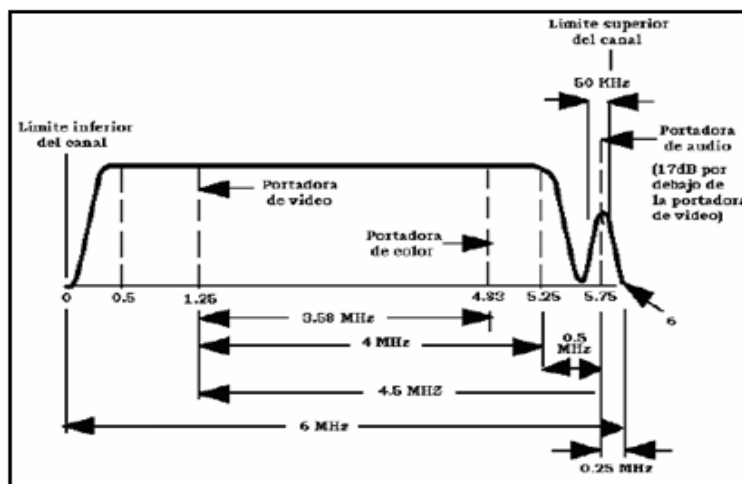 Limite superior
del canal
50 KHz
Limite inferior
del canal
Portadora
de audio
(17dB por
debajo de
la portadora
de video)
Portadora
de video
Portadora
de color
0
0.5
1.25
4.83
5.25
5.75
6
3.58 MHz
4 MHz
0.5
MHz
4.5 MHZ
6 MHz
0.25 MHz